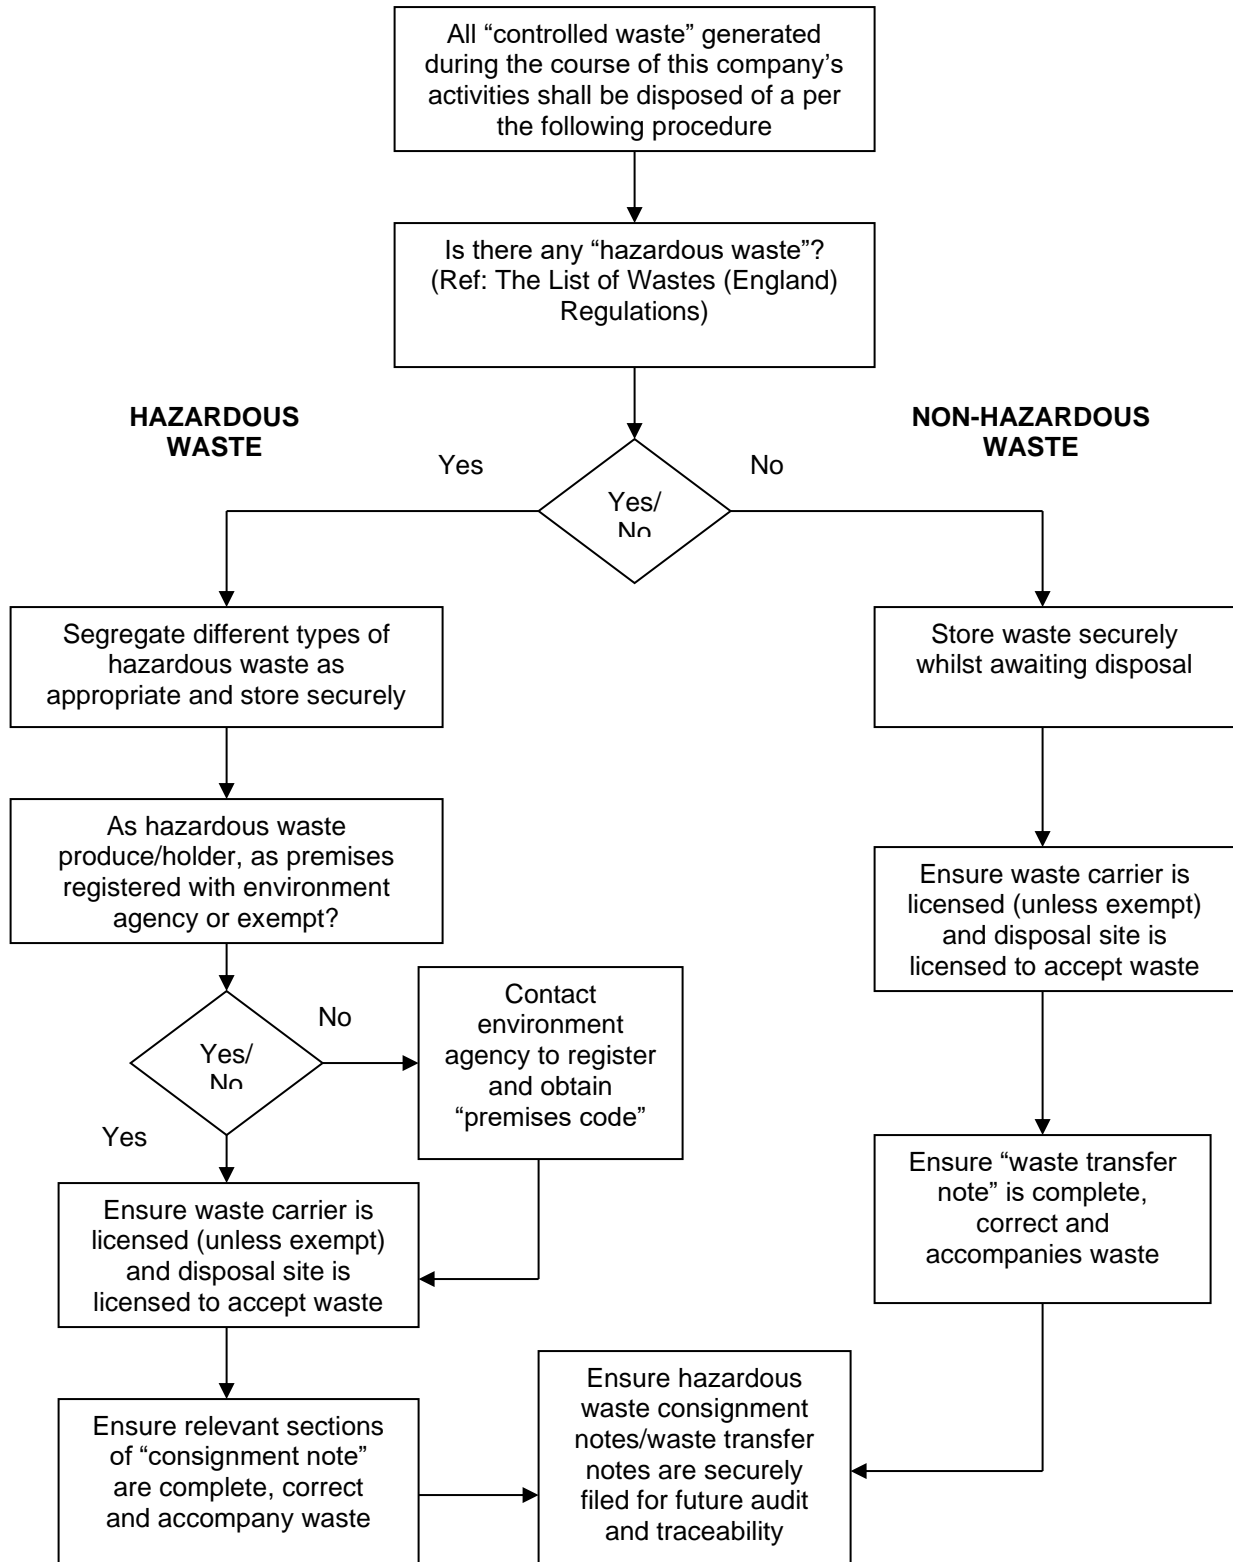 All “controlled waste” generated
during the course of this company’s
activities shall be disposed of a per
the following procedure
Is there any “hazardous waste”?
(Ref: The List of Wastes (England)
Regulations)
HAZARDOUS
WASTE
NON-HAZARDOUS
WASTE
Yes
No
Yes/
No
Segregate different types of
hazardous waste as
appropriate and store securely
Store waste securely
whilst awaiting disposal
As hazardous waste
produce/holder, as premises
registered with environment
agency or exempt?
Ensure waste carrier is
licensed (unless exempt)
and disposal site is
licensed to accept waste
No
Yes/
No
Yes
Contact
environment
agency to register
and obtain
“premises code”
Ensure “waste transfer
note” is complete,
correct and
accompanies waste
Ensure waste carrier is
licensed (unless exempt)
and disposal site is
licensed to accept waste
Ensure relevant sections
of “consignment note”
are complete, correct
and accompany waste
Ensure hazardous
waste consignment
notes/waste transfer
notes are securely
filed for future audit
and traceability